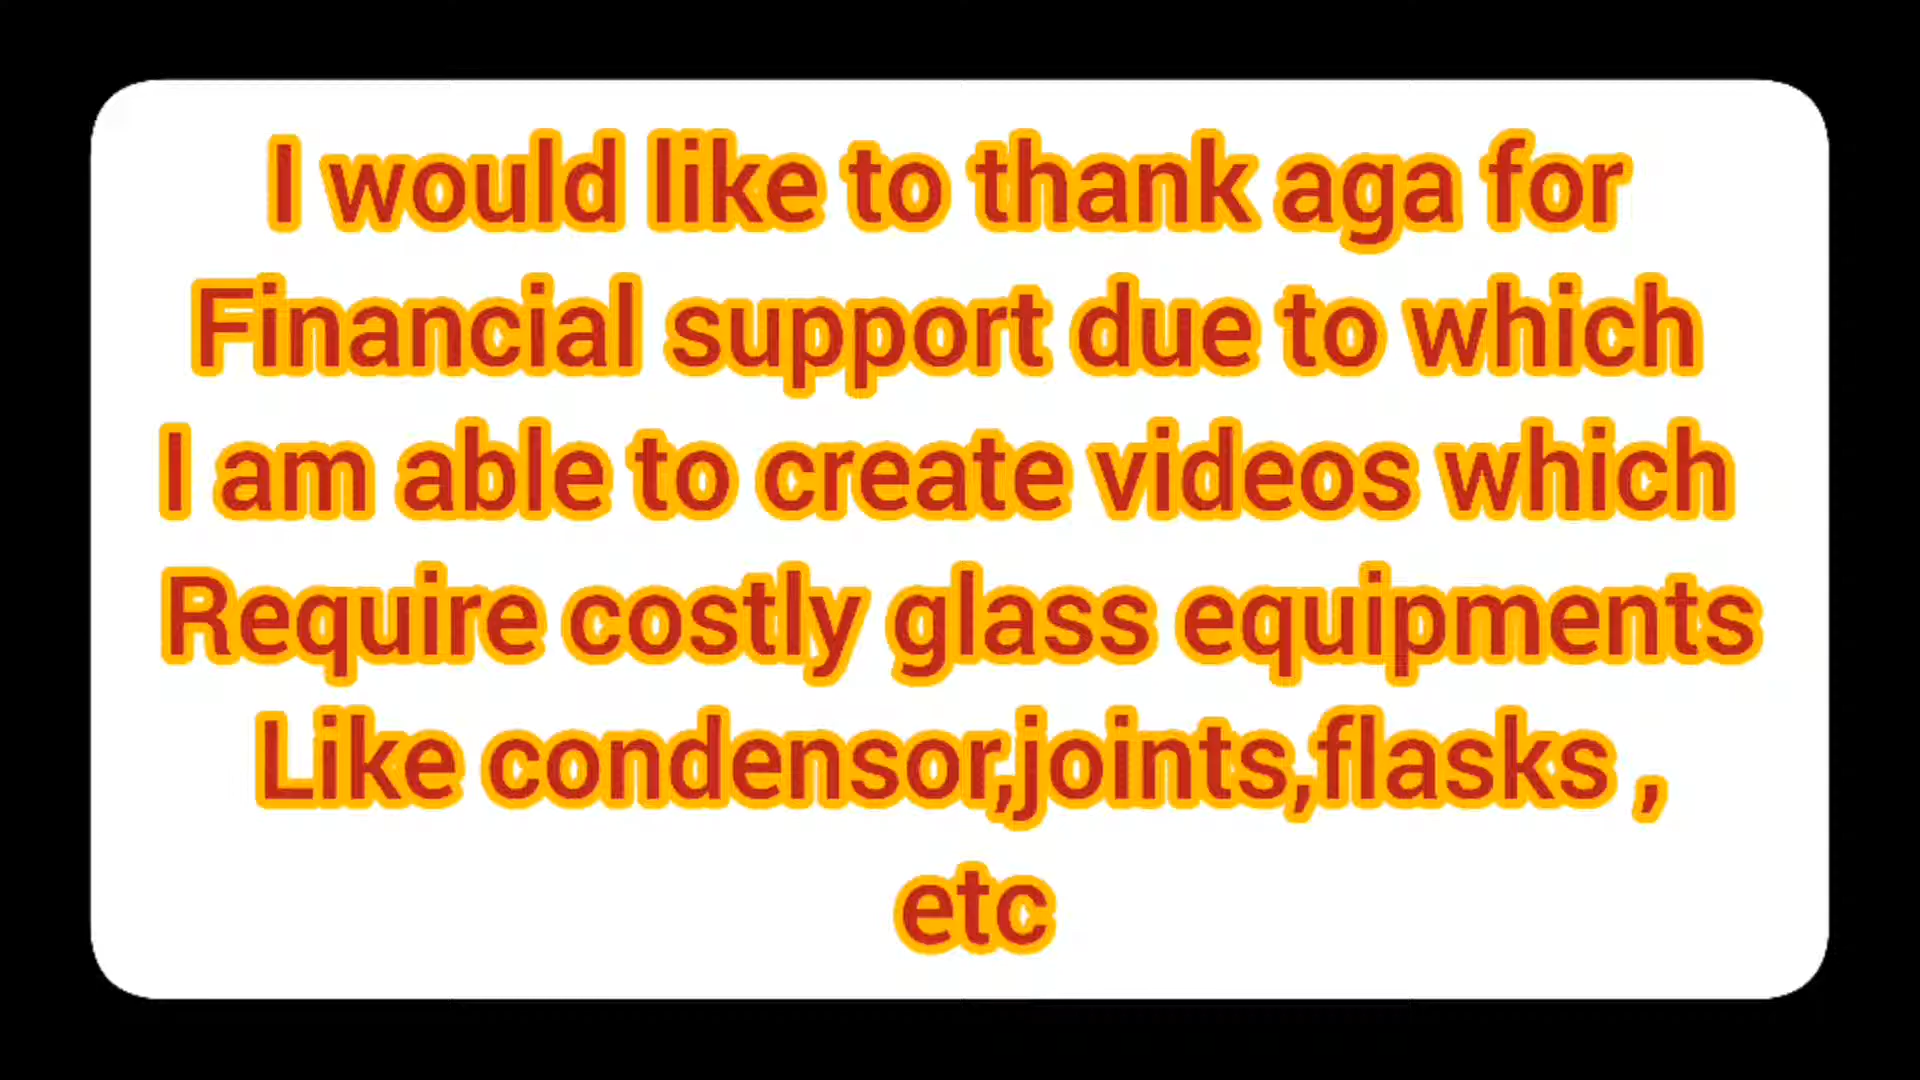 I would like to thank aga for
Financial support due to which
I am able to create videos which
Require costly glass equipments
Like condensor,joints,flasks ,
etc